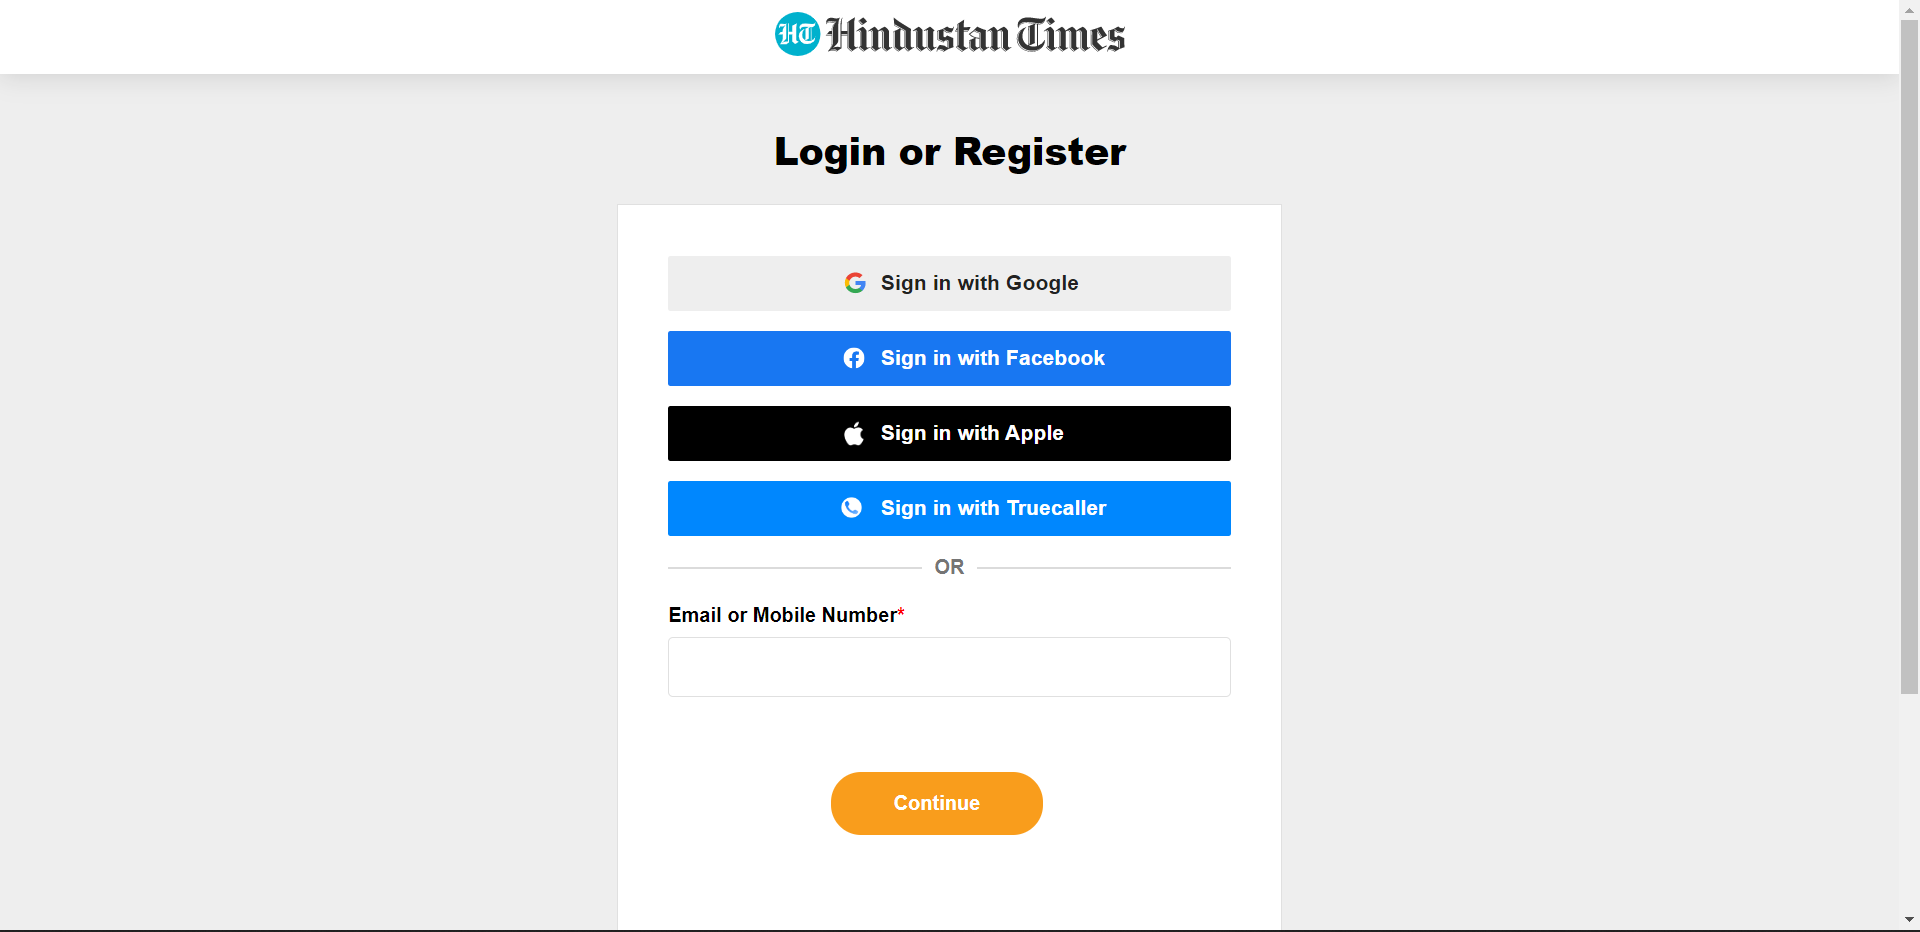 HT Hindustan Times
Login or Register
Sign in with Google
Sign in with Facebook
Sign in with Apple
Sign in with Truecaller
OR
Email or Mobile Number*
Continue